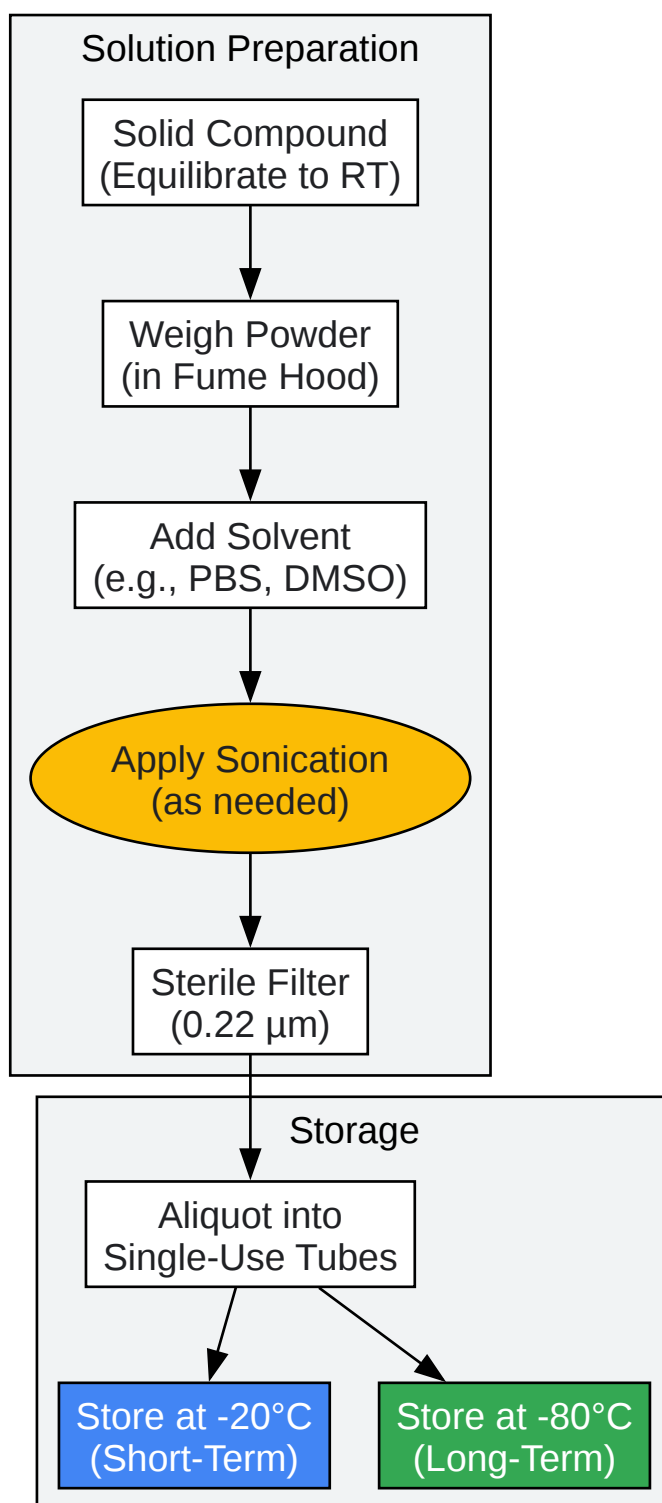 Solution Preparation
Solid Compound
(Equilibrate to RT)
Weigh Powder
(in Fume Hood)
Add Solvent
(e.g., PBS, DMSO)
Apply Sonication
(as needed)
Sterile Filter
(0.22 µm)
Storage
Aliquot into
Single-Use Tubes
Store at -20°C
(Short-Term)
Store at -80°C
(Long-Term)